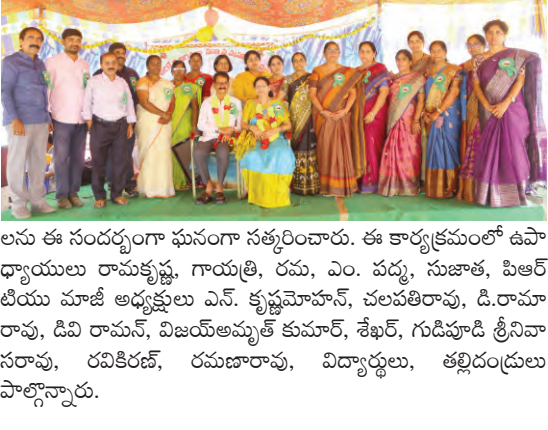 లను ఈ సందర్భంగా ఘనంగా సత్కరించారు. ఈ కార్యక్రమంలో ఉపా
ధ్యాయులు రామకృష్ణ, గాయత్రి, రమ, ఎం. పద్మ, సుజాత, పిఆర్
టియు మాజీ అధ్యక్షులు ఎన్. కృష్ణమోహన్, చలపతిరావు, డి.రామా
రావు, డివి రామన్, విజయ్అమృత్ కుమార్, శేఖర్, గుడిపూడి శ్రీనివా
సరావు, రవికిరణ్, రమణారావు, విద్యార్థులు, తల్లిదండ్రులు
పాల్గొన్నారు.